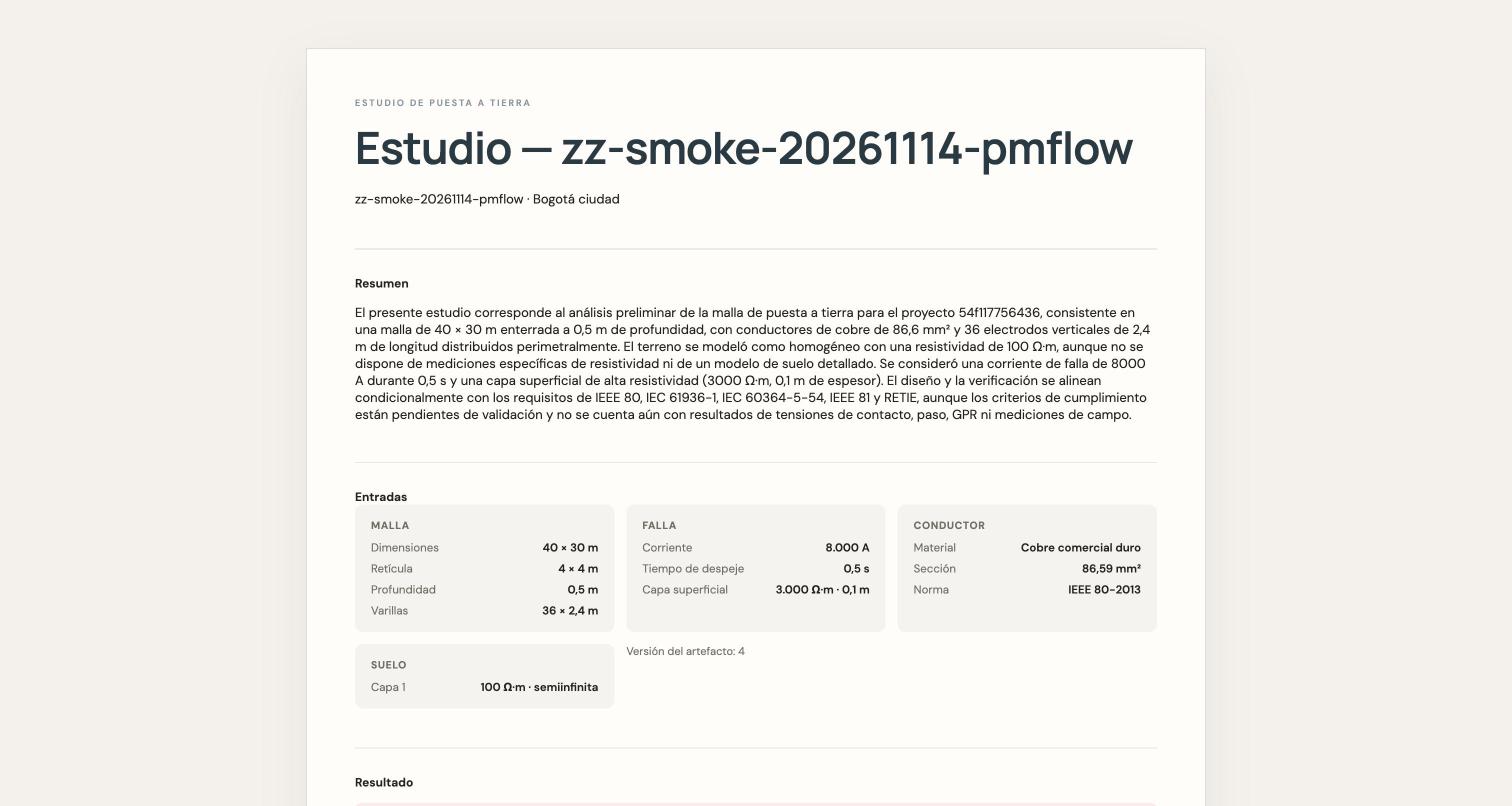 ESTUDIO DE PUESTA A TIERRA
Estudio — zz-smoke-20261114-pmflow
zz-smoke-20261114-pmflow · Bogotá ciudad
Resumen
El presente estudio corresponde al análisis preliminar de la malla de puesta a tierra para el proyecto 54f117756436, consistente en
una malla de 40 × 30 m enterrada a 0,5 m de profundidad, con conductores de cobre de 86,6 mm² y 36 electrodos verticales de 2,4
m de longitud distribuidos perimetralmente. El terreno se modeló como homogéneo con una resistividad de 100 Ω·m, aunque no se
dispone de mediciones específicas de resistividad ni de un modelo de suelo detallado. Se consideró una corriente de falla de 8000
A durante 0,5 s y una capa superficial de alta resistividad (3000 Ω·m, 0,1 m de espesor). El diseño y la verificación se alinean
condicionalmente con los requisitos de IEEE 80, IEC 61936-1, IEC 60364-5-54, IEEE 81 y RETIE, aunque los criterios de cumplimiento
están pendientes de validación y no se cuenta aún con resultados de tensiones de contacto, paso, GPR ni mediciones de campo.
Entradas
MALLA
Dimensiones 40 × 30 m
Retícula 4 × 4 m
Profundidad 0,5 m
Varillas 36 × 2,4 m
FALLA
Corriente 8.000 A
Tiempo de despeje 0,5 s
Capa superficial 3.000 Ω·m · 0,1 m
CONDUCTOR
Material Cobre comercial duro
Sección 86,59 mm²
Norma IEEE 80-2013
SUELO
Capa 1 100 Ω·m · semiinfinita
Versión del artefacto: 4
Resultado